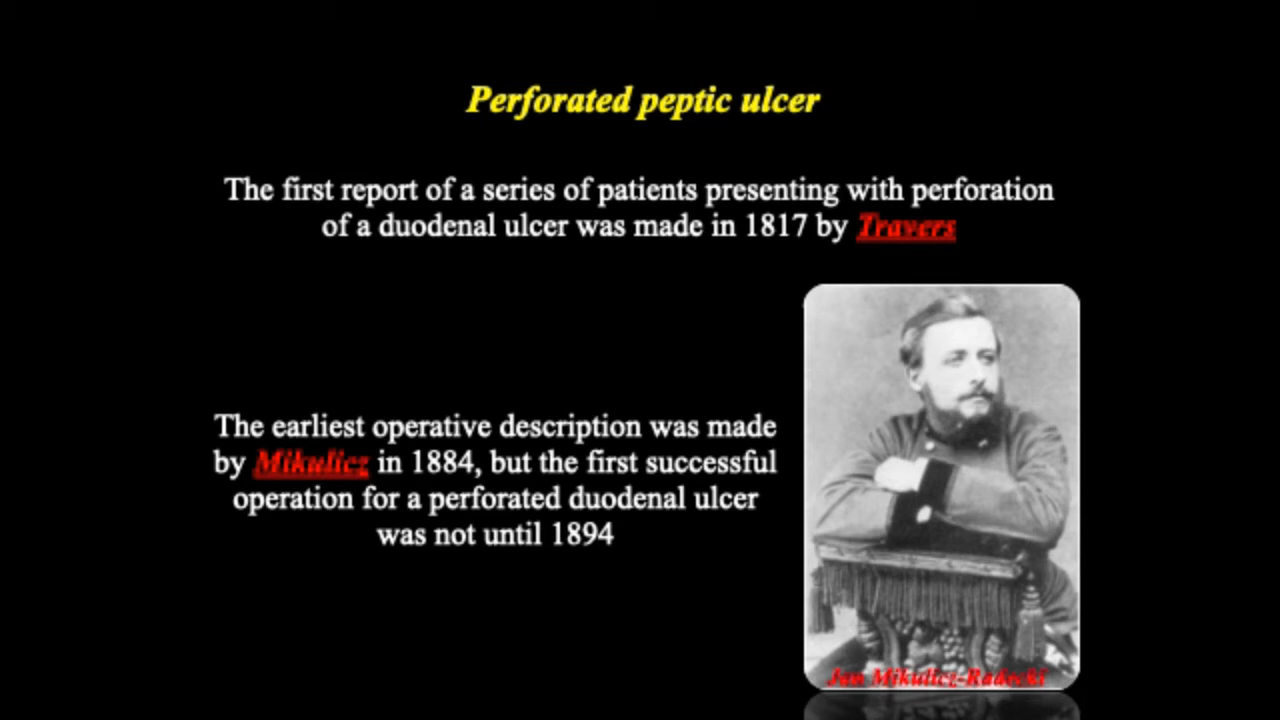 Perforated peptic ulcer
The first report of a series of patients presenting with perforation
of a duodenal ulcer was made in 1817 by Travers
The earliest operative description was made
by Mikulicz in 1884, but the first successful
operation for a perforated duodenal ulcer
was not until 1894
Jan Mikulicz-Radecki